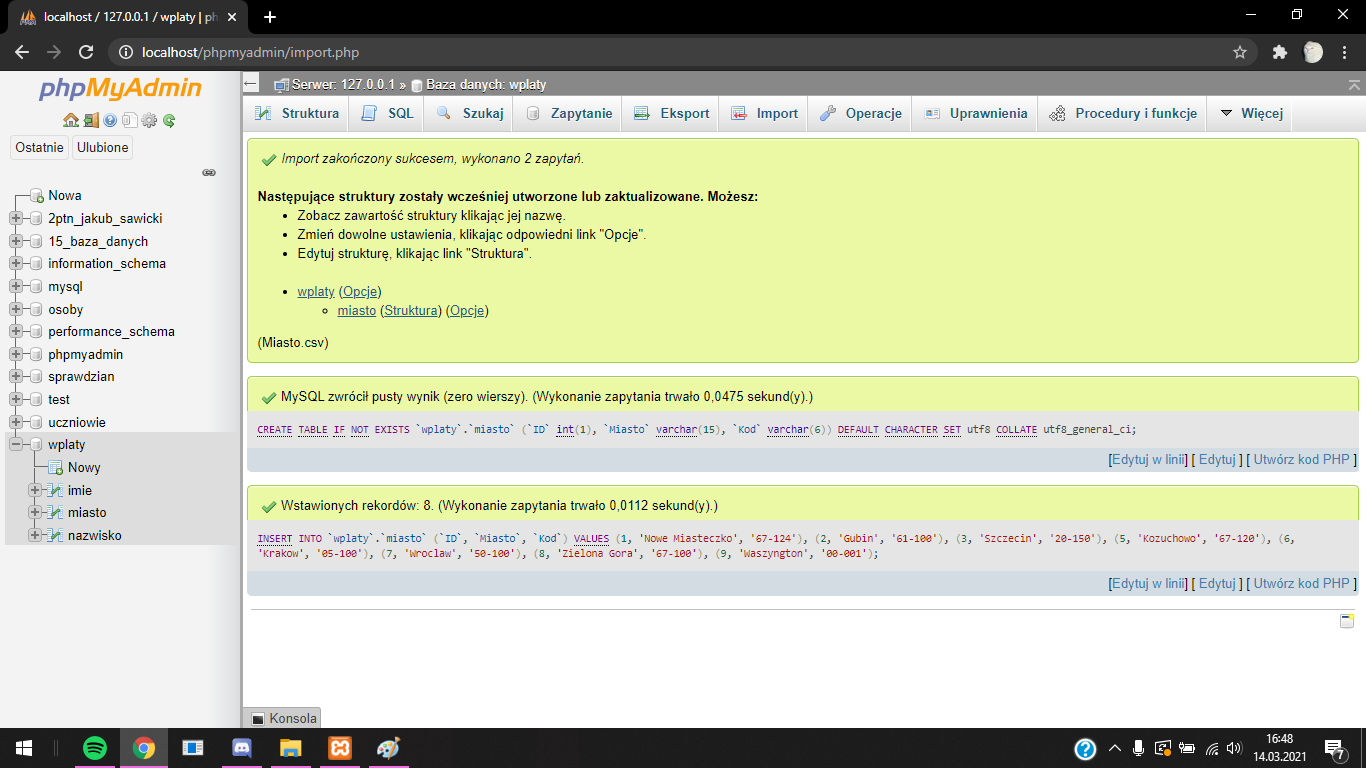 localhost / 127.0.0.1 / wplaty | ph
localhost/phpmyadmin/import.php
phpMyAdmin
Ostatnie Ulubione
Nowa
2ptn_jakub_sawicki
15_baza_danych
information_schema
mysql
osoby
performance_schema
phpmyadmin
sprawdzian
test
uczniowie
wplaty
Nowy
imie
miasto
nazwisko
Serwer: 127.0.0.1 » Baza danych: wplaty
Struktura SQL Szukaj Zapytanie Eksport Import Operacje Uprawnienia Procedury i funkcje Więcej
Import zakończony sukcesem, wykonano 2 zapytań.
Następujące struktury zostały wcześniej utworzone lub zaktualizowane. Możesz:
Zobacz zawartość struktury klikając jej nazwę.
Zmień dowolne ustawienia, klikając odpowiedni link "Opcje".
Edytuj strukturę, klikając link "Struktura".
wplaty (Opcje)
miasto (Struktura) (Opcje)
(Miasto.csv)
MySQL zwrócił pusty wynik (zero wierszy). (Wykonanie zapytania trwało 0,0475 sekund(y).)
CREATE TABLE IF NOT EXISTS `wplaty`.`miasto` (`ID` int(1), `Miasto` varchar(15), `Kod` varchar(6)) DEFAULT CHARACTER SET utf8 COLLATE utf8_general_ci;
[Edytuj w linii] [ Edytuj ] [ Utwórz kod PHP ]
Wstawionych rekordów: 8. (Wykonanie zapytania trwało 0,0112 sekund(y).)
INSERT INTO `wplaty`.`miasto` (`ID`, `Miasto`, `Kod`) VALUES (1, 'Nowe Miasteczko', '67-124'), (2, 'Gubin', '61-100'), (3, 'Szczecin', '20-150'), (5, 'Kozuchowo', '67-120'), (6,
'Krakow', '05-100'), (7, 'Wroclaw', '50-100'), (8, 'Zielona Gora', '67-100'), (9, 'Waszyngton', '00-001');
[Edytuj w linii] [ Edytuj ] [ Utwórz kod PHP ]
Konsola
16:48
14.03.2021
7